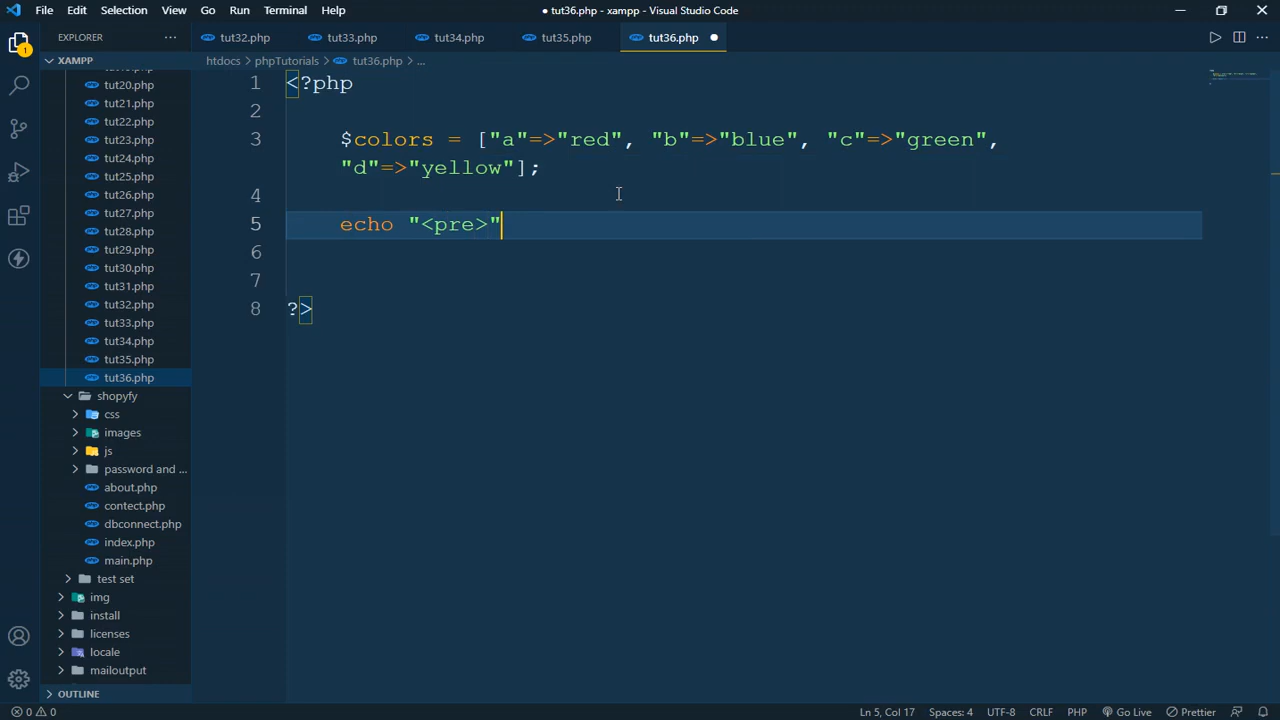 File Edit Selection View Go Run Terminal Help
● tut36.php - xampp - Visual Studio Code
EXPLORER ···
tut32.php tut33.php tut34.php tut35.php tut36.php ●
1
XAMPP
htdocs > phpTutorials > tut36.php > ...
tut20.php
tut21.php
tut22.php
tut23.php
tut24.php
tut25.php
tut26.php
tut27.php
tut28.php
tut29.php
tut30.php
tut31.php
tut32.php
tut33.php
tut34.php
tut35.php
tut36.php
shopyfy
css
images
js
password and ...
about.php
contect.php
dbconnect.php
index.php
main.php
test set
img
install
licenses
locale
mailoutput
OUTLINE
1 <?php
2
3 $colors = ["a"=>"red", "b"=>"blue", "c"=>"green",
"d"=>"yellow"];
4
5 echo "<pre>"
6
7
8 ?>
0 0
Ln 5, Col 17 Spaces: 4 UTF-8 CRLF PHP Go Live Prettier